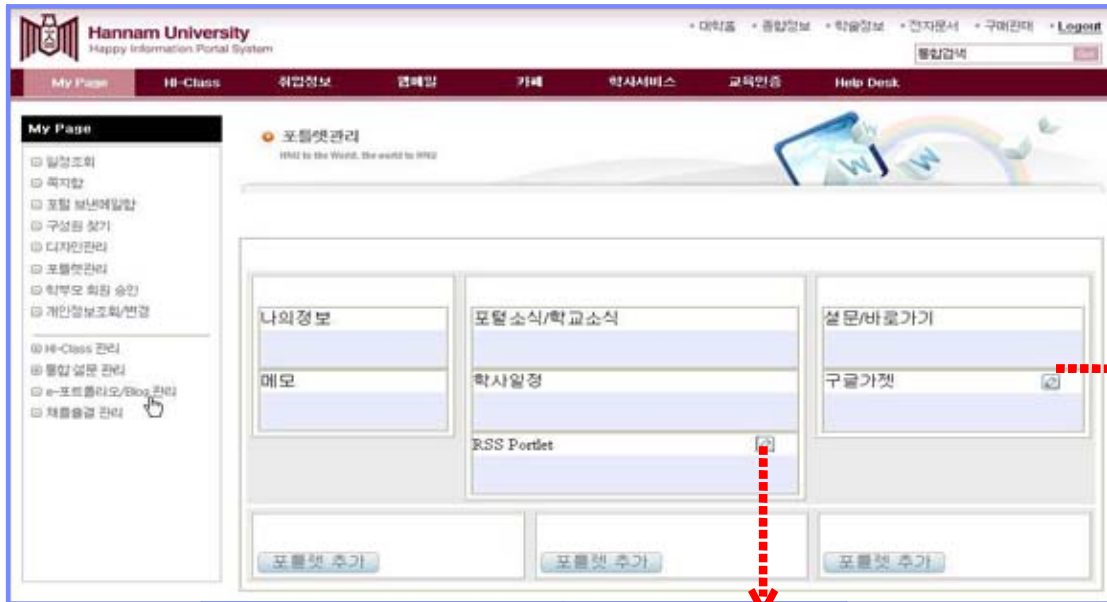 Hannam University
Happy Information Portal System
대학홈 종합정보 학술정보 전자문서 구매판매 Logout
통합검색
My Page HI-Class 취업정보 웹메일 카페 학사서비스 교육인증 Help Desk
My Page
포틀렛관리
HNU to the World, the world to HNU
일정조회
쪽지함
포털 보낸메일함
구성원 찾기
디자인관리
포틀렛관리
학부모 회원 승인
개인정보조회/변경
HI-Class 관리
통합 설문 관리
e-포트폴리오/Blog 관리
관리
나의정보
포털소식/학교소식
설문/바로가기
메모
학사일정
구글가젯
RSS Portlet
포틀렛 추가
포틀렛 추가
포틀렛 추가
W
W
W